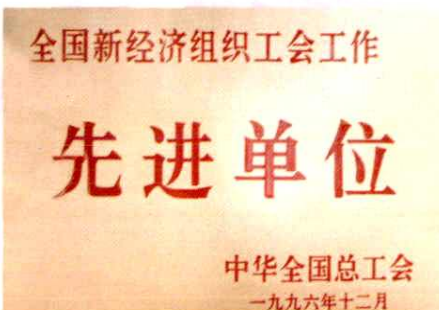 全国新经济组织工会工作
先进单位
中华全国总工会
一九九六年十二月